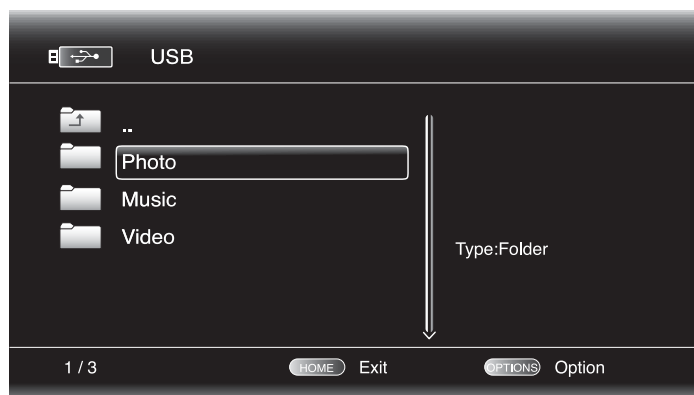 USB
..
Photo
Music
Video
Type:Folder
1 / 3 HOME Exit OPTIONS Option